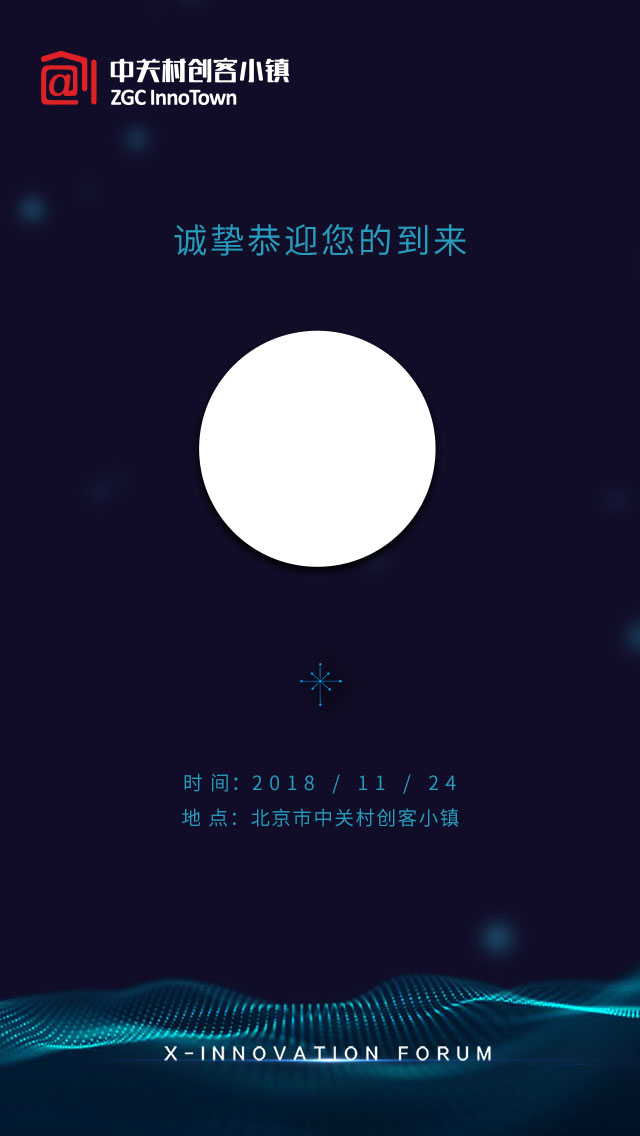 中关村创客小镇
ZGC InnoTown
诚挚恭迎您的到来
时间：2018 / 11 / 24
地点：北京市中关村创客小镇
X-INNOVATION FORUM